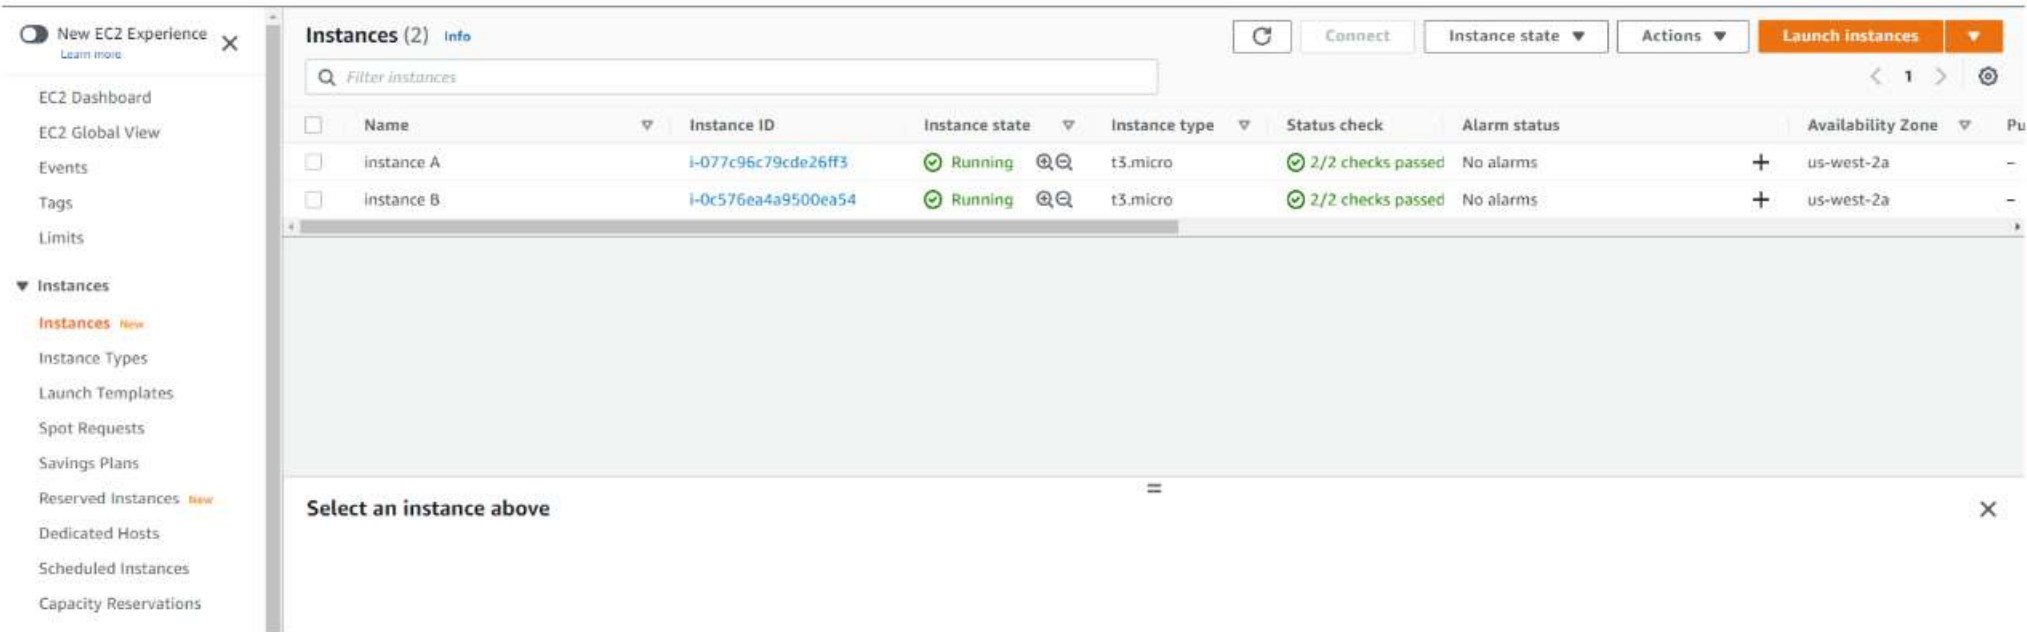 New EC2 Experience
Learn more
EC2 Dashboard
EC2 Global View
Events
Tags
Limits
Instances
Instances New
Instance Types
Launch Templates
Spot Requests
Savings Plans
Reserved Instances New
Dedicated Hosts
Scheduled Instances
Capacity Reservations
Instances (2) Info
Connect
Instance state
Actions
Launch instances
Filter instances
1
Name Instance ID Instance state Instance type Status check Alarm status Availability Zone Pu
instance A i-077c96c79cde26ff3 Running t3.micro 2/2 checks passed No alarms + us-west-2a –
instance B i-0c576ea4a9500ea54 Running t3.micro 2/2 checks passed No alarms + us-west-2a –
Select an instance above